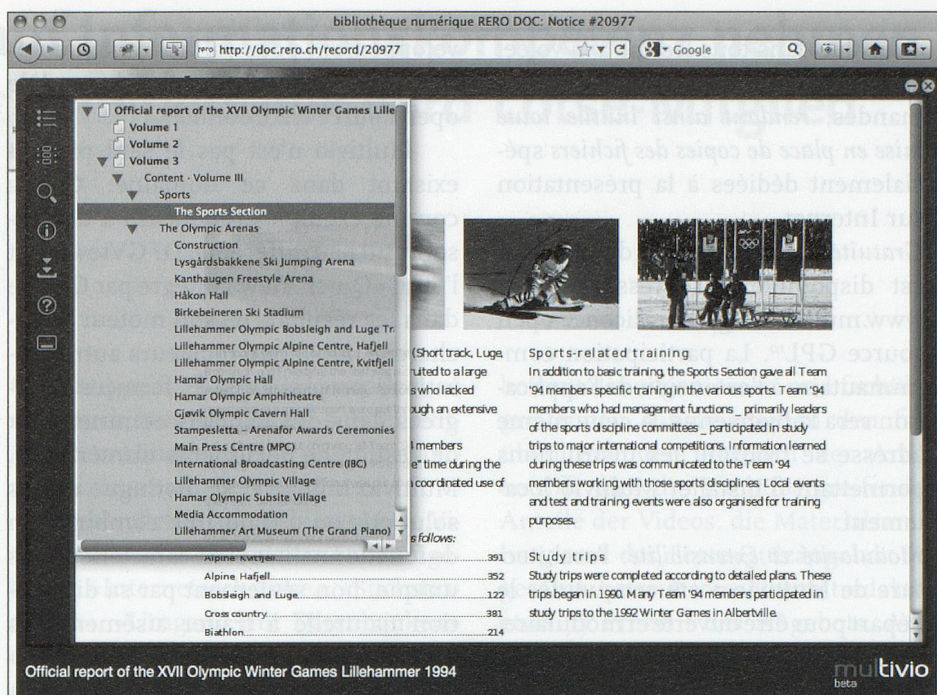 bibliothèque numérique RERO DOC: Notice #20977
rero http://doc.rero.ch/record/20977
Google
Official report of the XVII Olympic Winter Games Lille
Volume 1
Volume 2
Volume 3
Content - Volume III
Sports
The Sports Section
The Olympic Arenas
Construction
Lysgårdsbakkene Ski Jumping Arena
Kanthaugen Freestyle Arena
Håkon Hall
Birkebeineren Ski Stadium
Lillehammer Olympic Bobsleigh and Luge Tr
Lillehammer Olympic Alpine Centre, Hafjell
Lillehammer Olympic Alpine Centre, Kvitfjell
Hamar Olympic Hall
Hamar Olympic Amphitheatre
Gjøvik Olympic Cavern Hall
Stampesletta - Arenafor Awards Ceremonies
Main Press Centre (MPC)
International Broadcasting Centre (IBC)
Lillehammer Olympic Village
Hamar Olympic Subsite Village
Media Accommodation
Lillehammer Art Museum (The Grand Piano)
(Short track, Luge,
ruited to a large
s who lacked
ough an extensive
l members
e" time during the
a coordinated use of
s follows:
Alpine Kvitfjell 391
Alpine Hafjell 352
Bobsleigh and Luge 122
Cross country 381
Biathlon 214
Sport-related training
In addition to basic training, the Sports Section gave all Team
'94 members specific training in the various sports. Team '94
members who had management functions _ primarily leaders
of the sports leadership committees _ participated in study
trips to major international competitions. Information learned
during these trips was communicated to the Team '94
members working with those sports disciplines. Local events
and test and training events were also organised for training
purposes.
Study trips
Study trips were completed according to detailed plans. These
trips began in 1990. Many Team '94 members participated in
study trips to the 1992 Winter Games in Albertville.
Official report of the XVII Olympic Winter Games Lillehammer 1994
multivio
beta